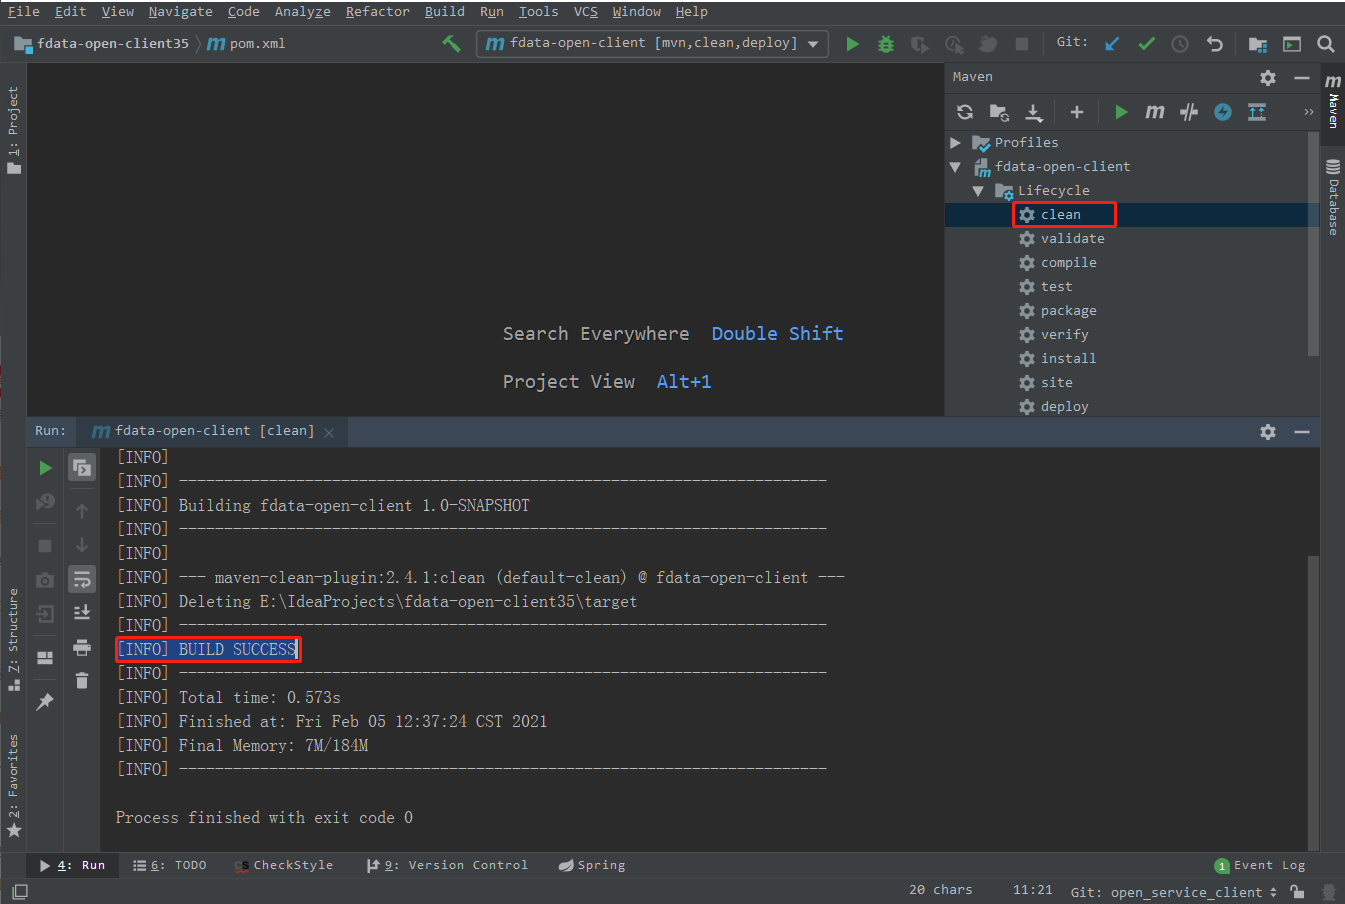 File Edit View Navigate Code Analyze Refactor Build Run Tools VCS Window Help
fdata-open-client35 pom.xml fdata-open-client [mvn,clean,deploy] Git:
1: Project
Maven
Profiles
fdata-open-client
Lifecycle
clean
validate
compile
test
package
verify
install
site
deploy
Maven
Database
Search Everywhere Double Shift
Project View Alt+1
Run: fdata-open-client [clean]
[INFO]
[INFO] ------------------------------------------------------------------------
[INFO] Building fdata-open-client 1.0-SNAPSHOT
[INFO] ------------------------------------------------------------------------
[INFO]
[INFO] --- maven-clean-plugin:2.4.1:clean (default-clean) @ fdata-open-client ---
[INFO] Deleting E:\IdeaProjects\fdata-open-client35\target
[INFO] ------------------------------------------------------------------------
[INFO] BUILD SUCCESS
[INFO] ------------------------------------------------------------------------
[INFO] Total time: 0.573s
[INFO] Finished at: Fri Feb 05 12:37:24 CST 2021
[INFO] Final Memory: 7M/184M
[INFO] ------------------------------------------------------------------------
Process finished with exit code 0
7: Structure
2: Favorites
4: Run 6: TODO CheckStyle 9: Version Control Spring 1 Event Log
20 chars 11:21 Git: open_service_client